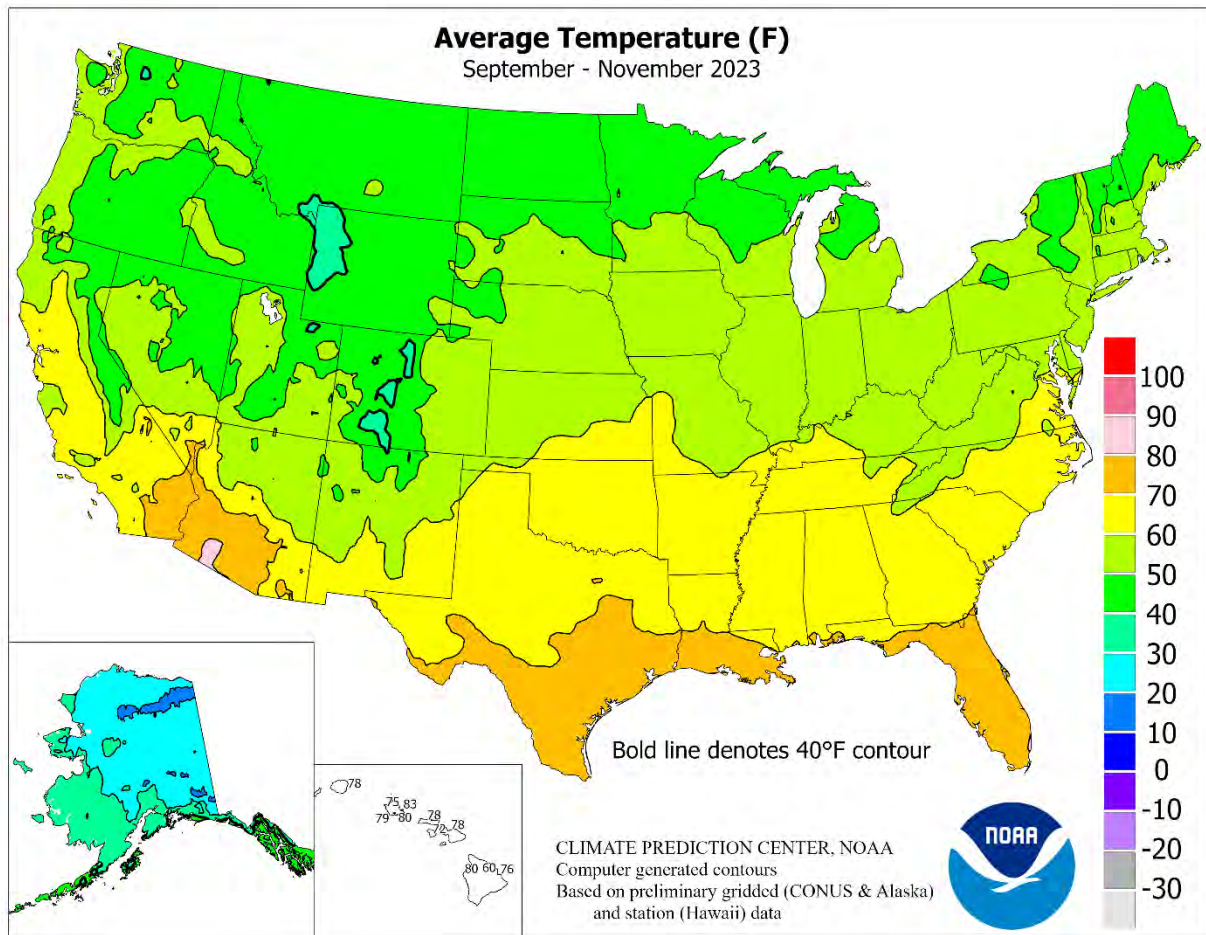 Average Temperature (F)
September - November 2023
100
90
80
70
60
50
40
30
20
10
0
-10
-20
-30
Bold line denotes 40°F contour
78
75 83
79 80
78
72 78
80 60 76
CLIMATE PREDICTION CENTER, NOAA
Computer generated contours
Based on preliminary gridded (CONUS & Alaska)
and station (Hawaii) data
NOAA